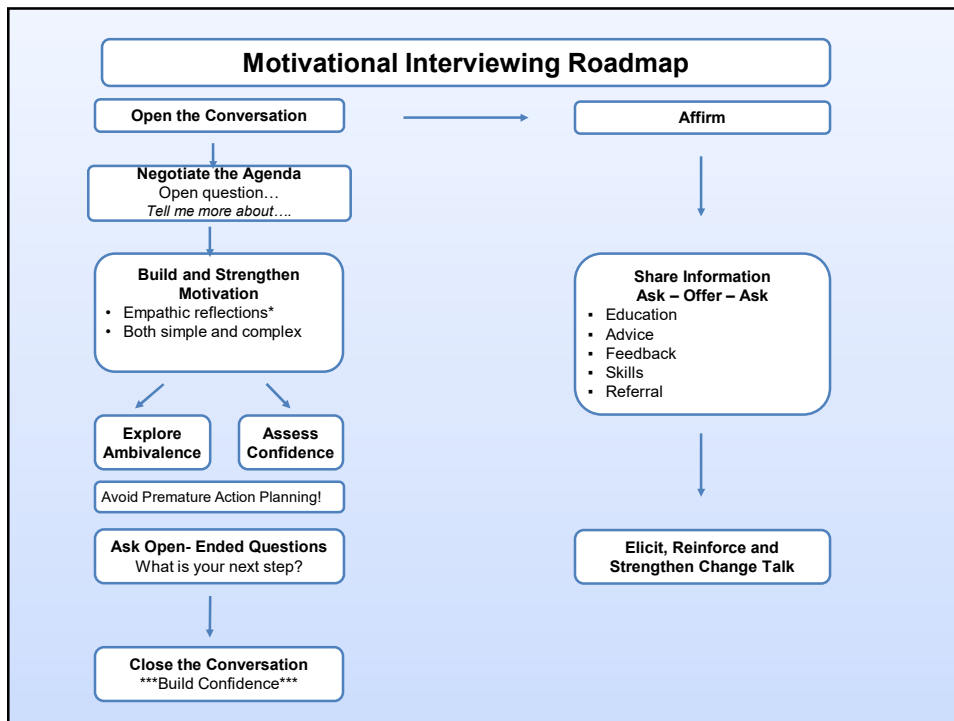 Motivational Interviewing Roadmap
Open the Conversation
Affirm
Negotiate the Agenda
Open question…
Tell me more about….
Build and Strengthen
Motivation
• Empathic reflections*
• Both simple and complex
Share Information
Ask – Offer – Ask
▪ Education
▪ Advice
▪ Feedback
▪ Skills
▪ Referral
Explore
Ambivalence
Assess
Confidence
Avoid Premature Action Planning!
Ask Open- Ended Questions
What is your next step?
Elicit, Reinforce and
Strengthen Change Talk
Close the Conversation
***Build Confidence***